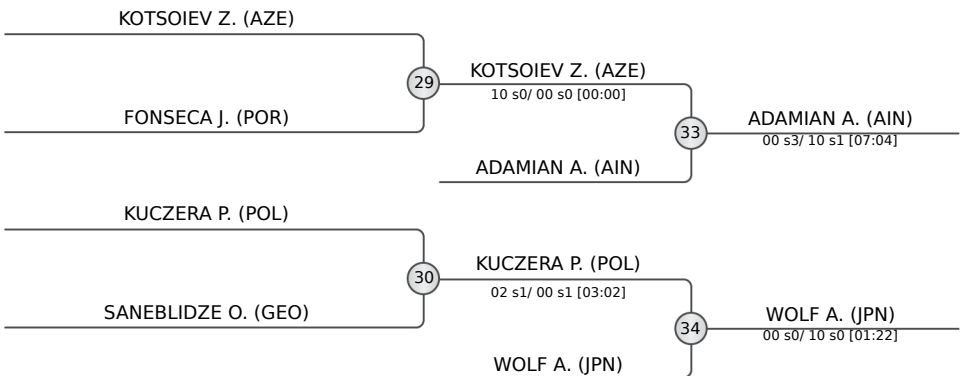 KOTSOIEV Z. (AZE)
29
KOTSOIEV Z. (AZE)
10 s0/ 00 s0 [00:00]
FONSECA J. (POR)
33
ADAMIAN A. (AIN)
00 s3/ 10 s1 [07:04]
ADAMIAN A. (AIN)
KUCZERA P. (POL)
30
KUCZERA P. (POL)
02 s1/ 00 s1 [03:02]
SANEBLIDZE O. (GEO)
34
WOLF A. (JPN)
00 s0/ 10 s0 [01:22]
WOLF A. (JPN)